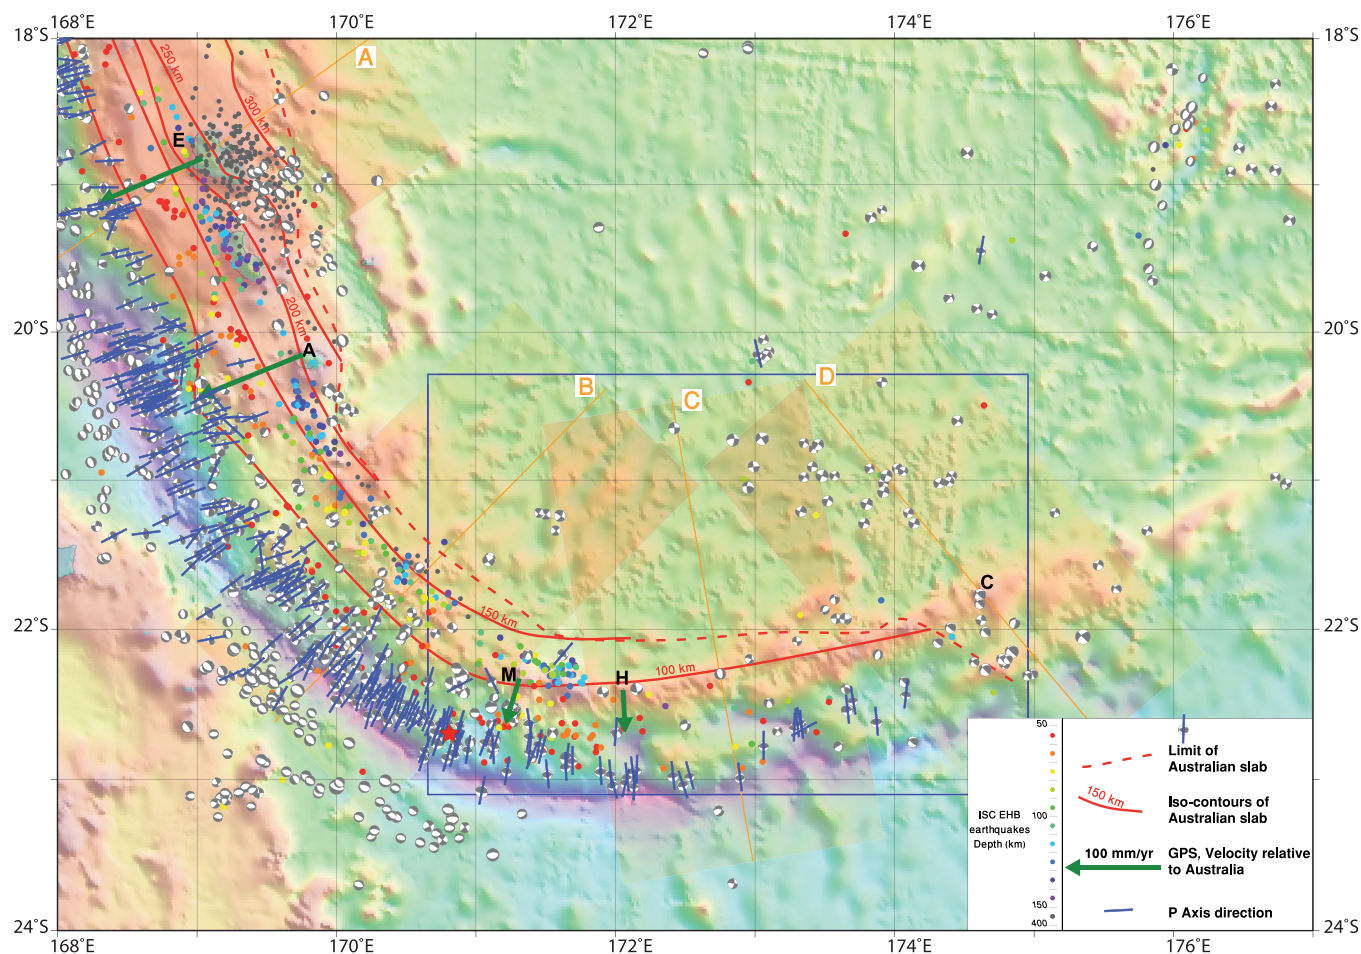 168°E 170°E 172°E 174°E 176°E
18°S 18°S
A
250 km
300 km
E
200 km
A
20°S 20°S
B C D
C
150 km
22°S 22°S
100 km
M H
50
100
150
400
ISC EHB
earthquakes
Depth (km)
Limit of
Australian slab
150 km
Iso-contours of
Australian slab
100 mm/yr
GPS, Velocity relative
to Australia
P Axis direction
24°S 24°S
168°E 170°E 172°E 174°E 176°E